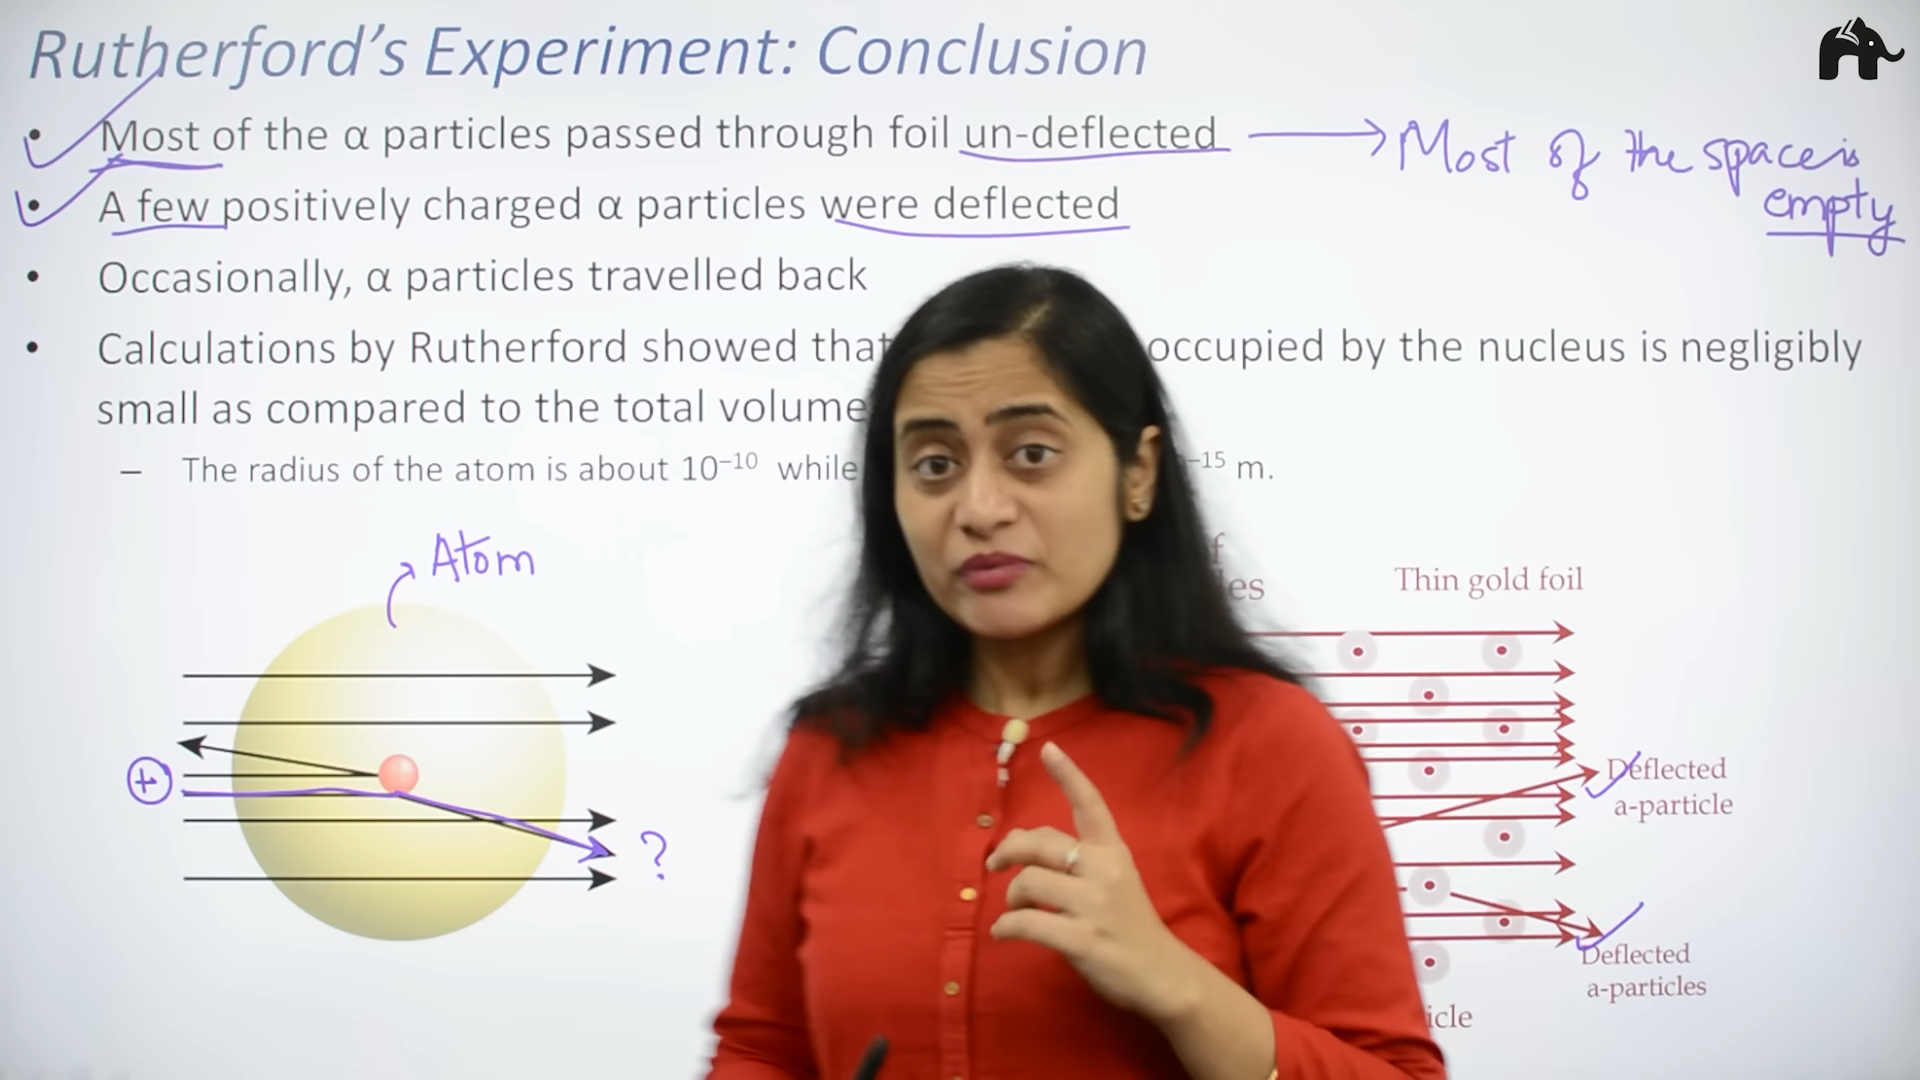 Rutherford's Experiment: Conclusion
• Most of the α particles passed through foil un-deflected → Most of the space is
empty
• A few positively charged α particles were deflected
• Occasionally, α particles travelled back
• Calculations by Rutherford showed that occupied by the nucleus is negligibly
small as compared to the total volume
– The radius of the atom is about 10⁻¹⁰ while ⁻¹⁵ m.
Atom
+
?
Thin gold foil
Deflected
a-particle
Deflected
a-particles